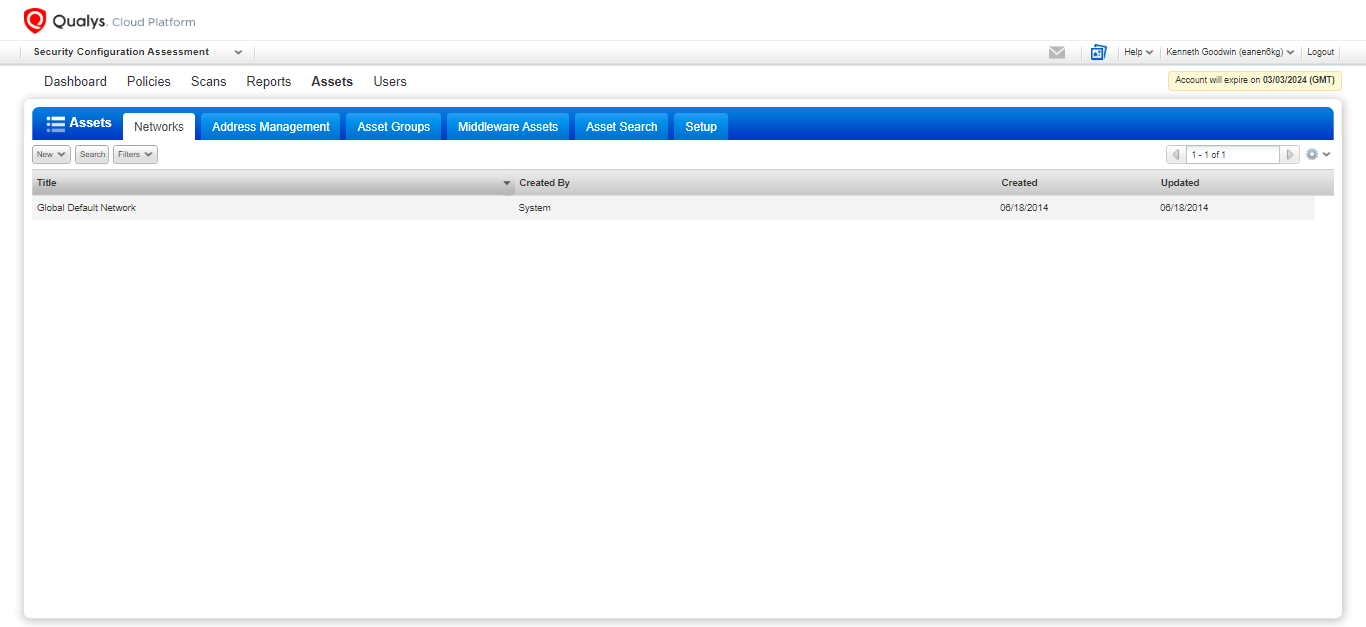 Qualys. Cloud Platform
Security Configuration Assessment
Help
Kenneth Goodwin (eanen6kg)
Logout
Dashboard Policies Scans Reports Assets Users
Account will expire on 03/03/2024 (GMT)
Assets Networks Address Management Asset Groups Middleware Assets Asset Search Setup
New Search Filters
1 - 1 of 1
Title Created By Created Updated
Global Default Network System 06/18/2014 06/18/2014